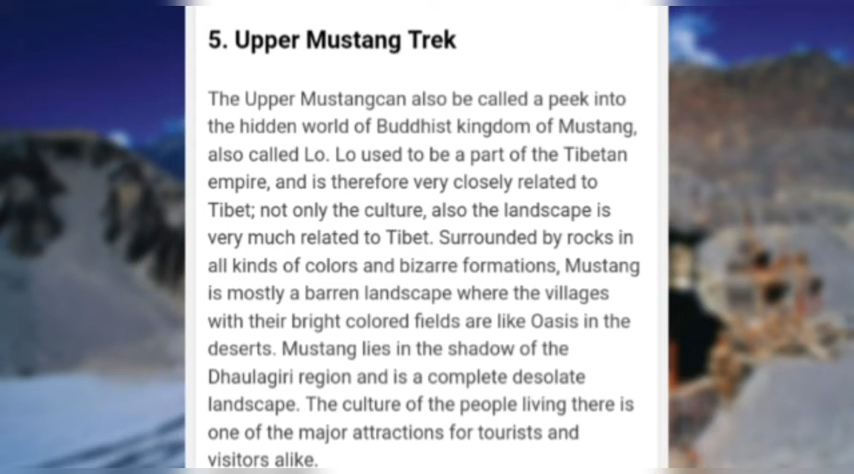 5. Upper Mustang Trek
The Upper Mustangcan also be called a peek into
the hidden world of Buddhist kingdom of Mustang,
also called Lo. Lo used to be a part of the Tibetan
empire, and is therefore very closely related to
Tibet; not only the culture, also the landscape is
very much related to Tibet. Surrounded by rocks in
all kinds of colors and bizarre formations, Mustang
is mostly a barren landscape where the villages
with their bright colored fields are like Oasis in the
deserts. Mustang lies in the shadow of the
Dhaulagiri region and is a complete desolate
landscape. The culture of the people living there is
one of the major attractions for tourists and
visitors alike.